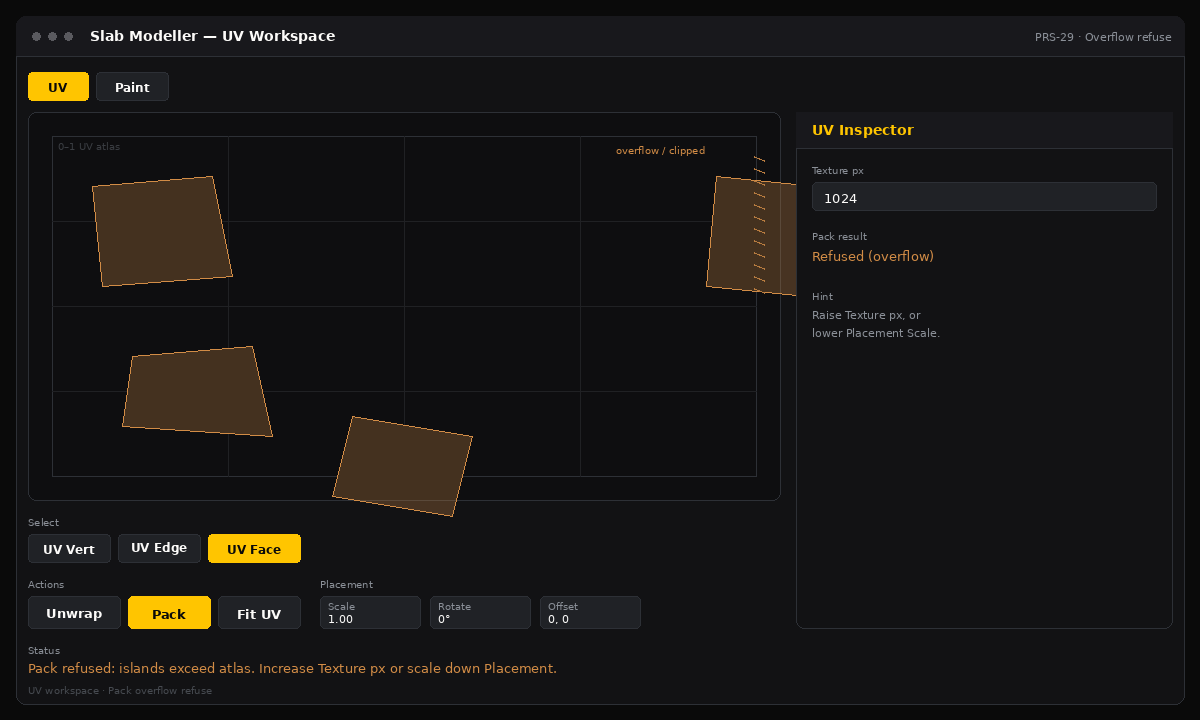 Slab Modeller — UV Workspace
PRS-29 · Overflow refuse
UV
Paint
0–1 UV atlas
overflow / clipped
UV Inspector
Texture px
1024
Pack result
Refused (overflow)
Hint
Raise Texture px, or
lower Placement Scale.
Select
UV Vert
UV Edge
UV Face
Actions
Placement
Unwrap
Pack
Fit UV
Scale
1.00
Rotate
0°
Offset
0, 0
Status
Pack refused: islands exceed atlas. Increase Texture px or scale down Placement.
UV workspace · Pack overflow refuse